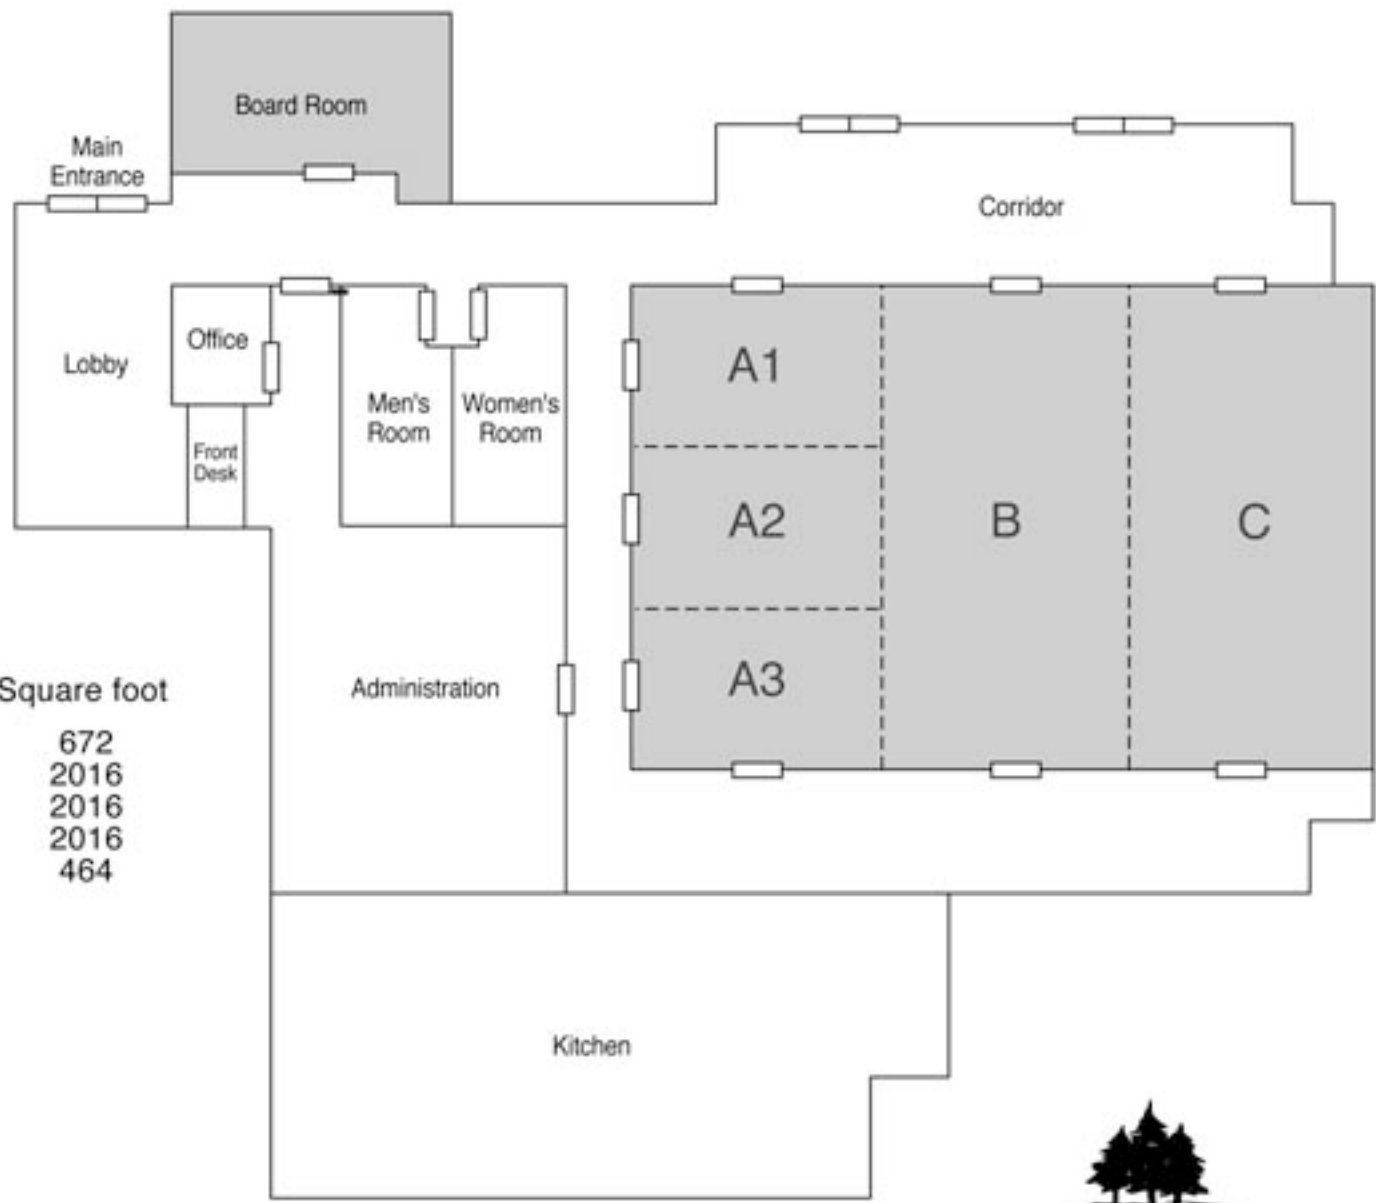 Board Room
Main
Entrance
Corridor
Office
Lobby
A1
Men's
Room
Women's
Room
Front
Desk
A2
B
C
Square foot
A3
Administration
672
2016
2016
2016
464
Kitchen